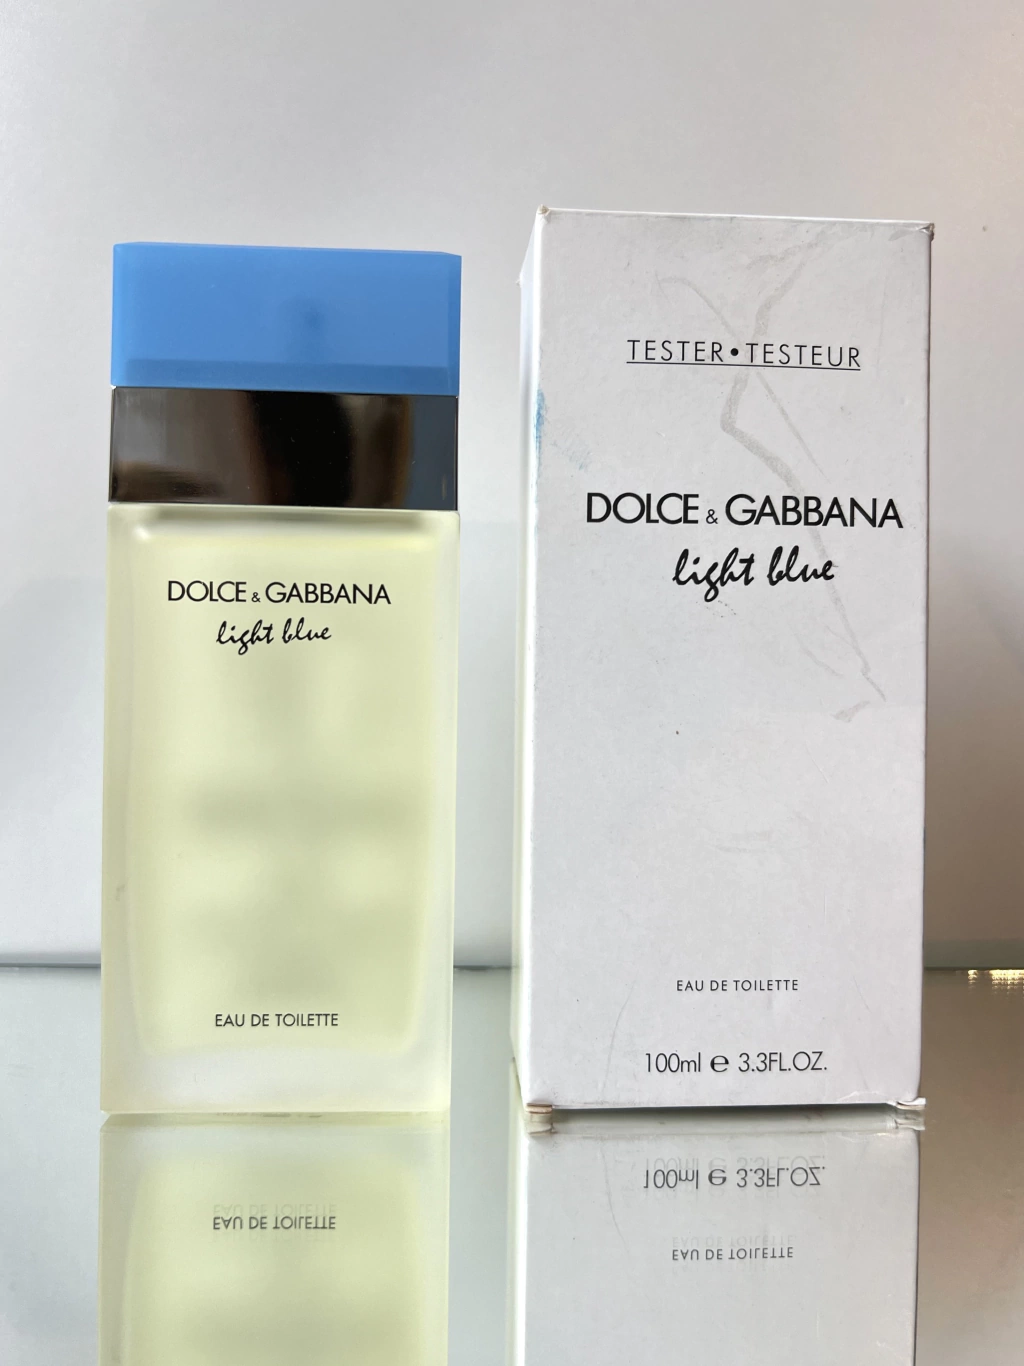 DOLCE & GABBANA
light blue
EAU DE TOILETTE
TESTER • TESTEUR
DOLCE & GABBANA
light blue
EAU DE TOILETTE
100ml e 3.3FL.OZ.